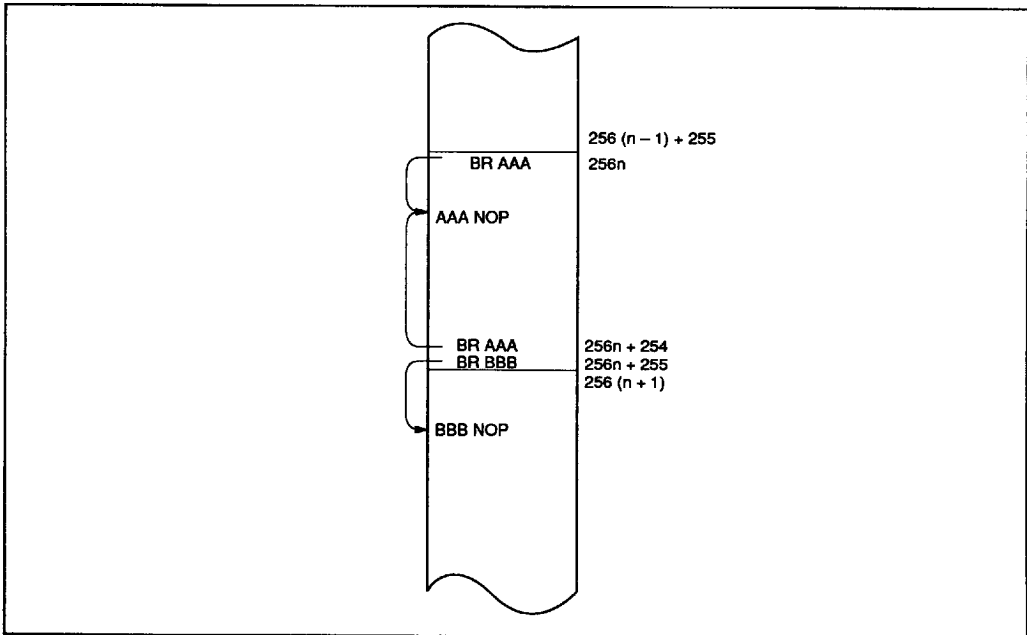 256 (n – 1) + 255
BR AAA 256n
AAA NOP
BR AAA 256n + 254
BR BBB 256n + 255
256 (n + 1)
BBB NOP